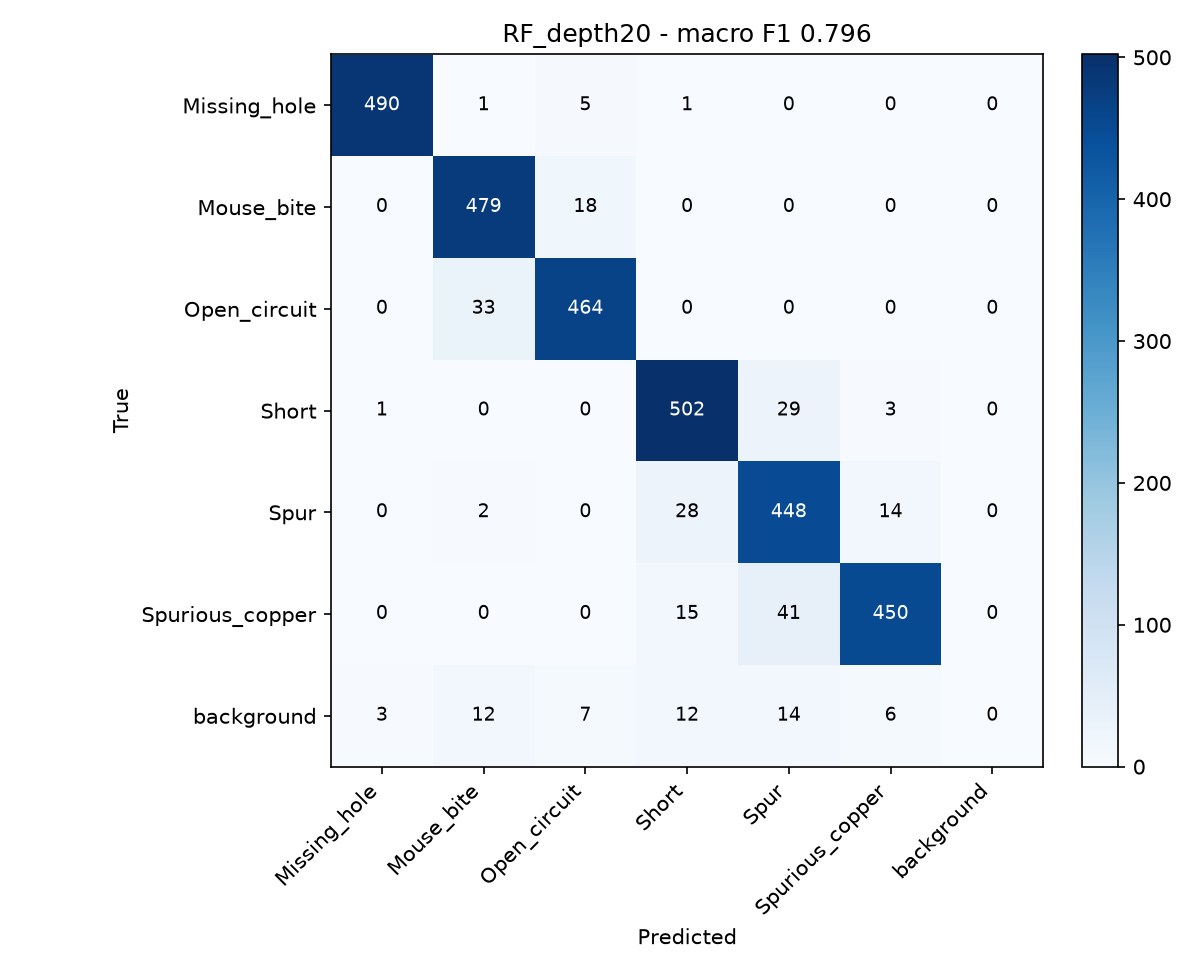 RF_depth20 - macro F1 0.796
Missing_hole 490 1 5 1 0 0 0
Mouse_bite 0 479 18 0 0 0 0
Open_circuit 0 33 464 0 0 0 0
Short 1 0 0 502 29 3 0
Spur 0 2 0 28 448 14 0
Spurious_copper 0 0 0 15 41 450 0
background 3 12 7 12 14 6 0
True
Missing_hole
Mouse_bite
Open_circuit
Short
Spur
Spurious_copper
background
Predicted
500
400
300
200
100
0